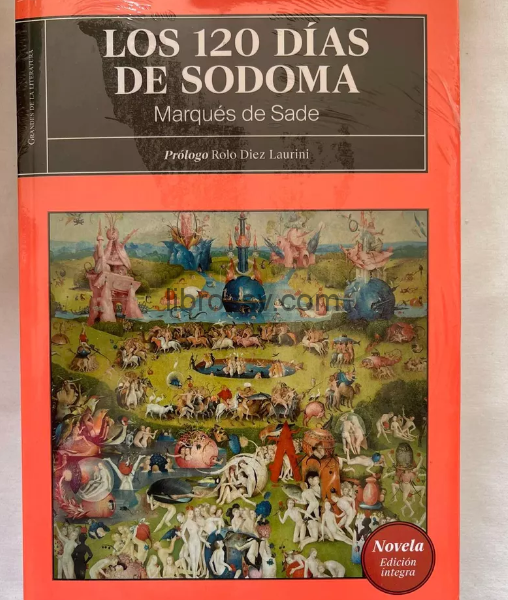 GRANDES DE LA LITERATURA
LOS 120 DÍAS
DE SODOMA
Marqués de Sade
Prólogo Rolo Diez Laurini
Novela
Edición
íntegra